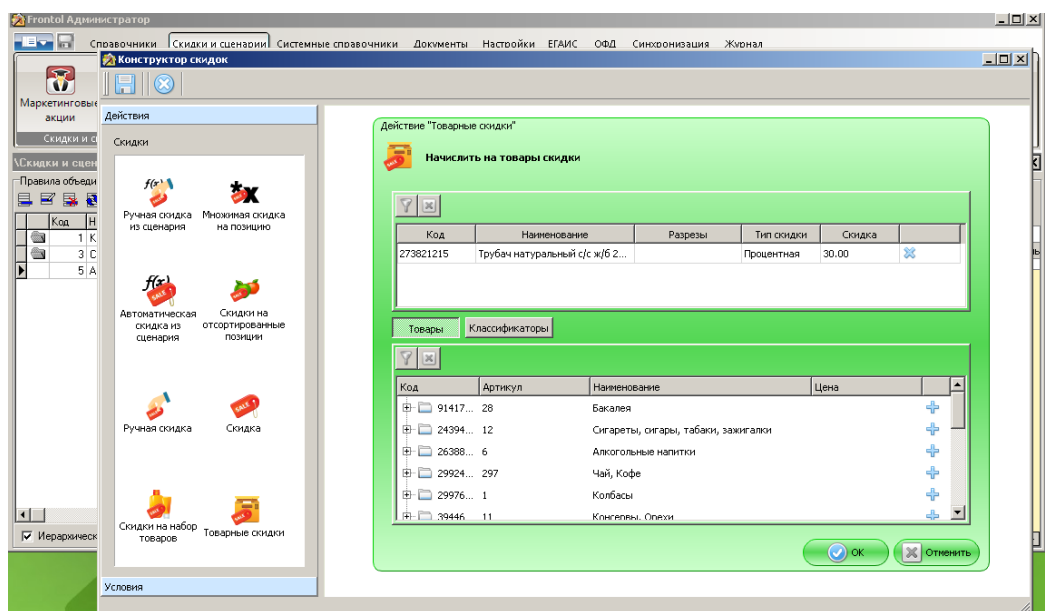 Frontol Администратор
Справочники Скидки и сценарии Системные справочники Документы Настройки ЕГАИС ОФД Синхронизация Журнал
Конструктор скидок
Маркетинговые
акции
Скидки и с
\Скидки и сцен
Правила объеди
Код Н
1 К
3 С
5 А
Иерархическ
Действия
Скидки
Ручная скидка
из сценария
Множимая скидка
на позицию
Автоматическая
скидка из
сценария
Скидки на
отсортированные
позиции
Ручная скидка
Скидка
Скидки на набор
товаров
Товарные скидки
Условия
Действие "Товарные скидки"
Начислить на товары скидки
Код Наименование Разрезы Тип скидки Скидка
273821215 Трубач натуральный с/с ж/б 2... Процентная 30.00
Товары Классификаторы
Код Артикул Наименование Цена
91417... 28 Бакалея
24394... 12 Сигареты, сигары, табаки, зажигалки
26388... 6 Алкогольные напитки
29924... 297 Чай, Кофе
29976... 1 Колбасы
39446... 11 Консервы, Орехи
ОК Отменить